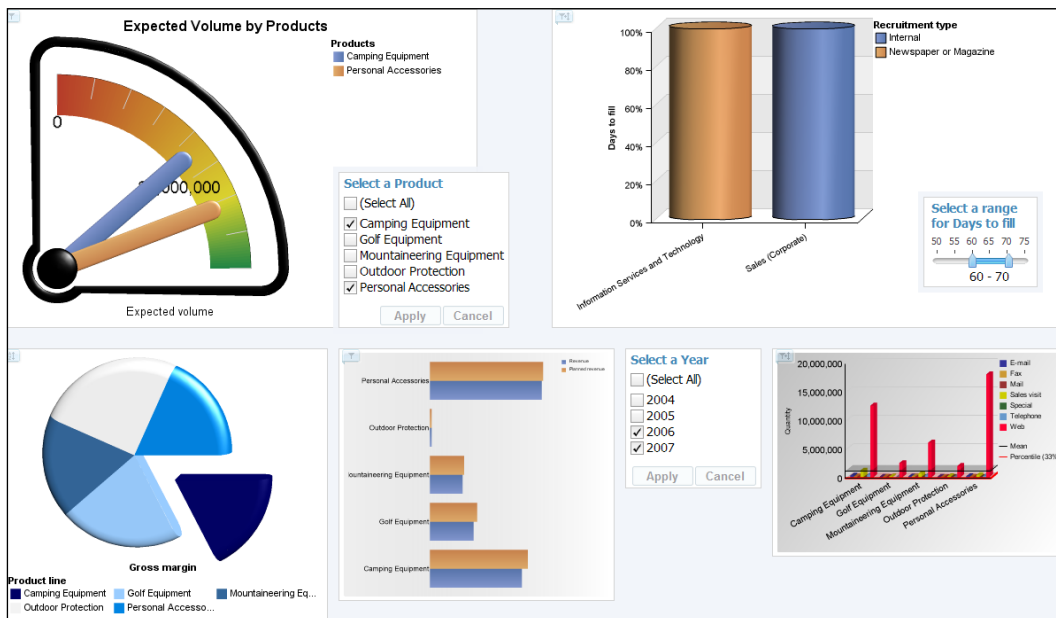 Expected Volume by Products
Products
Camping Equipment
Personal Accessories
0
,000,000
Expected volume
Select a Product
(Select All)
Camping Equipment
Golf Equipment
Mountaineering Equipment
Outdoor Protection
Personal Accessories
Apply Cancel
Recruitment type
Internal
Newspaper or Magazine
100%
80%
60%
40%
20%
0%
Days to fill
Information Services and Technology
Sales (Corporate)
Select a range
for Days to fill
50 55 60 65 70 75
60 - 70
Gross margin
Product line
Camping Equipment Golf Equipment Mountaineering Eq...
Outdoor Protection Personal Accesso...
Revenue
Planned revenue
Personal Accessories
Outdoor Protection
ountaineering Equipment
Golf Equipment
Camping Equipment
Select a Year
(Select All)
2004
2005
2006
2007
Apply Cancel
20,000,000
15,000,000
10,000,000
5,000,000
0
Quantity
Camping Equipment
Golf Equipment
Mountaineering Equipment
Outdoor Protection
Personal Accessories
E-mail
Fax
Mail
Sales visit
Special
Telephone
Web
Mean
Percentile (33%